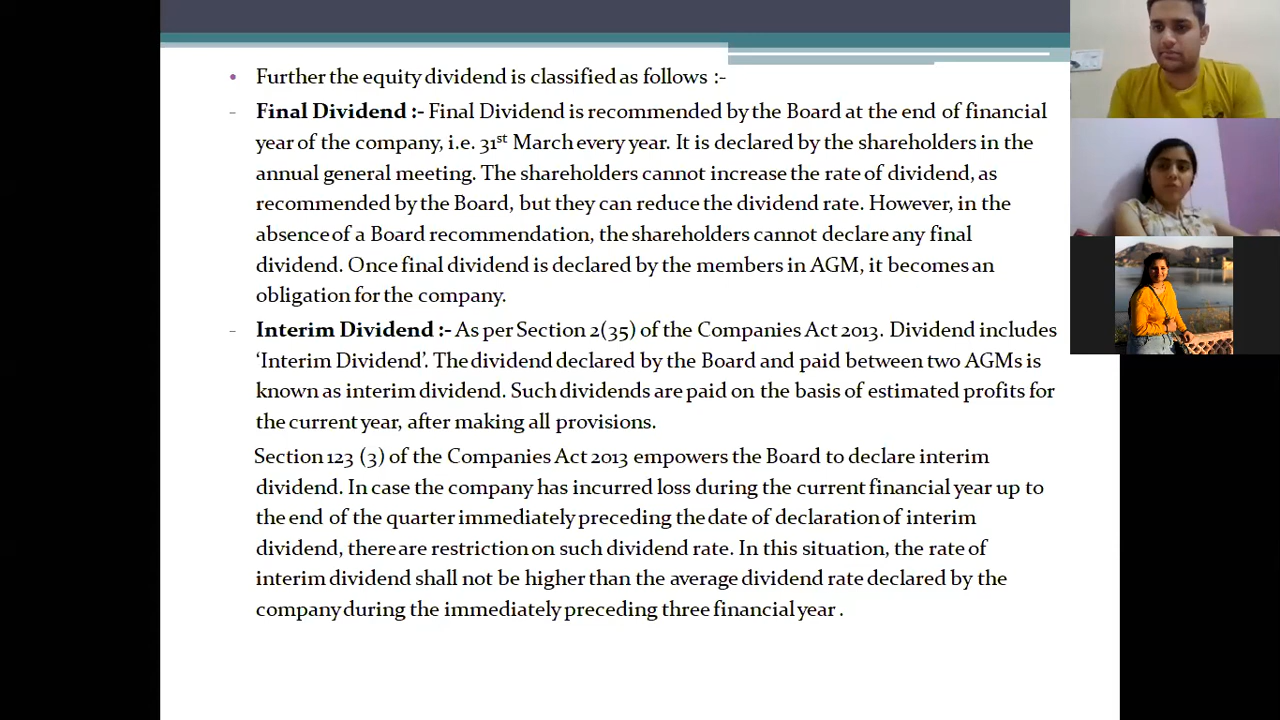 • Further the equity dividend is classified as follows :-
- Final Dividend :- Final Dividend is recommended by the Board at the end of financial
year of the company, i.e. 31st March every year. It is declared by the shareholders in the
annual general meeting. The shareholders cannot increase the rate of dividend, as
recommended by the Board, but they can reduce the dividend rate. However, in the
absence of a Board recommendation, the shareholders cannot declare any final
dividend. Once final dividend is declared by the members in AGM, it becomes an
obligation for the company.
- Interim Dividend :- As per Section 2(35) of the Companies Act 2013. Dividend includes
‘Interim Dividend’. The dividend declared by the Board and paid between two AGMs is
known as interim dividend. Such dividends are paid on the basis of estimated profits for
the current year, after making all provisions.
Section 123 (3) of the Companies Act 2013 empowers the Board to declare interim
dividend. In case the company has incurred loss during the current financial year up to
the end of the quarter immediately preceding the date of declaration of interim
dividend, there are restriction on such dividend rate. In this situation, the rate of
interim dividend shall not be higher than the average dividend rate declared by the
company during the immediately preceding three financial year .